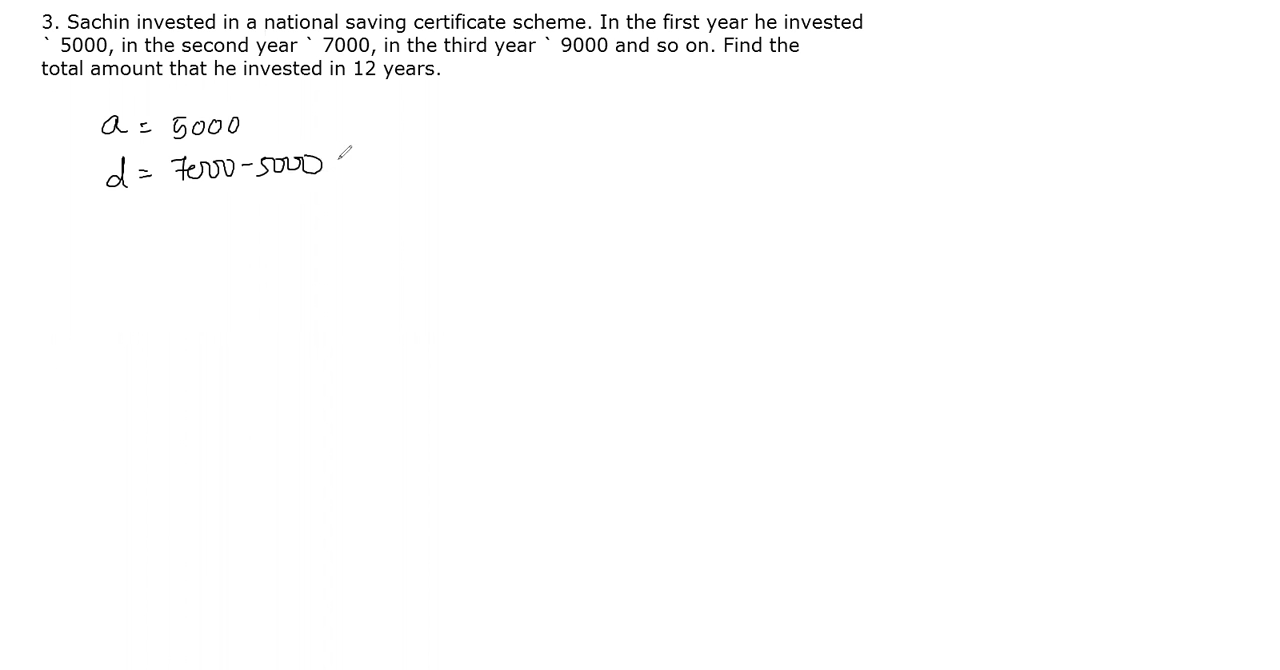 3. Sachin invested in a national saving certificate scheme. In the first year he invested
` 5000, in the second year ` 7000, in the third year ` 9000 and so on. Find the
total amount that he invested in 12 years.
a = 5000
d = 7000-5000